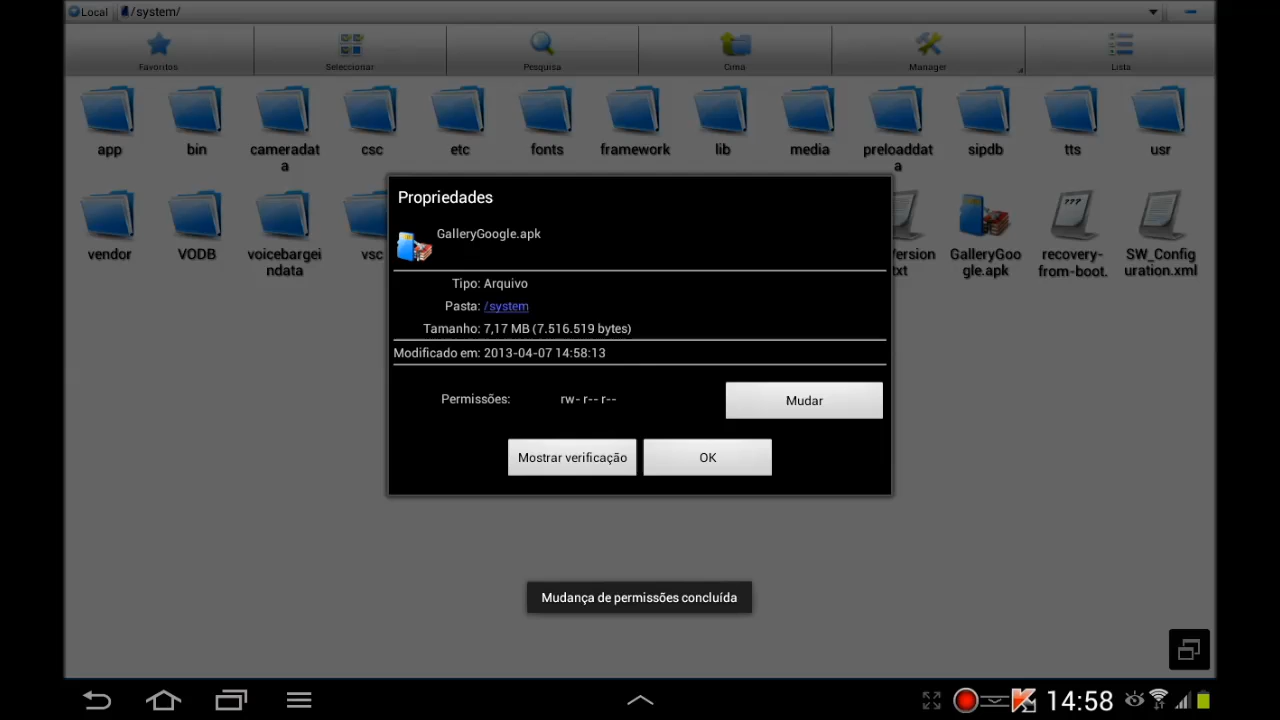 Local /system/
Favoritos Seleccionar Pesquisa Cima Manager Lista
app bin cameradat csc etc fonts framework lib media preloaddat sipdb tts usr
a a
Propriedades
GalleryGoogle.apk
vendor VODB voicebargei vsc ersion GalleryGoo recovery- SW_Config
ndata txt gle.apk from-boot. uration.xml
Tipo: Arquivo
Pasta: /system
Tamanho: 7,17 MB (7.516.519 bytes)
Modificado em: 2013-04-07 14:58:13
Permissões: rw- r-- r-- Mudar
Mostrar verificação OK
Mudança de permissões concluída
14:58